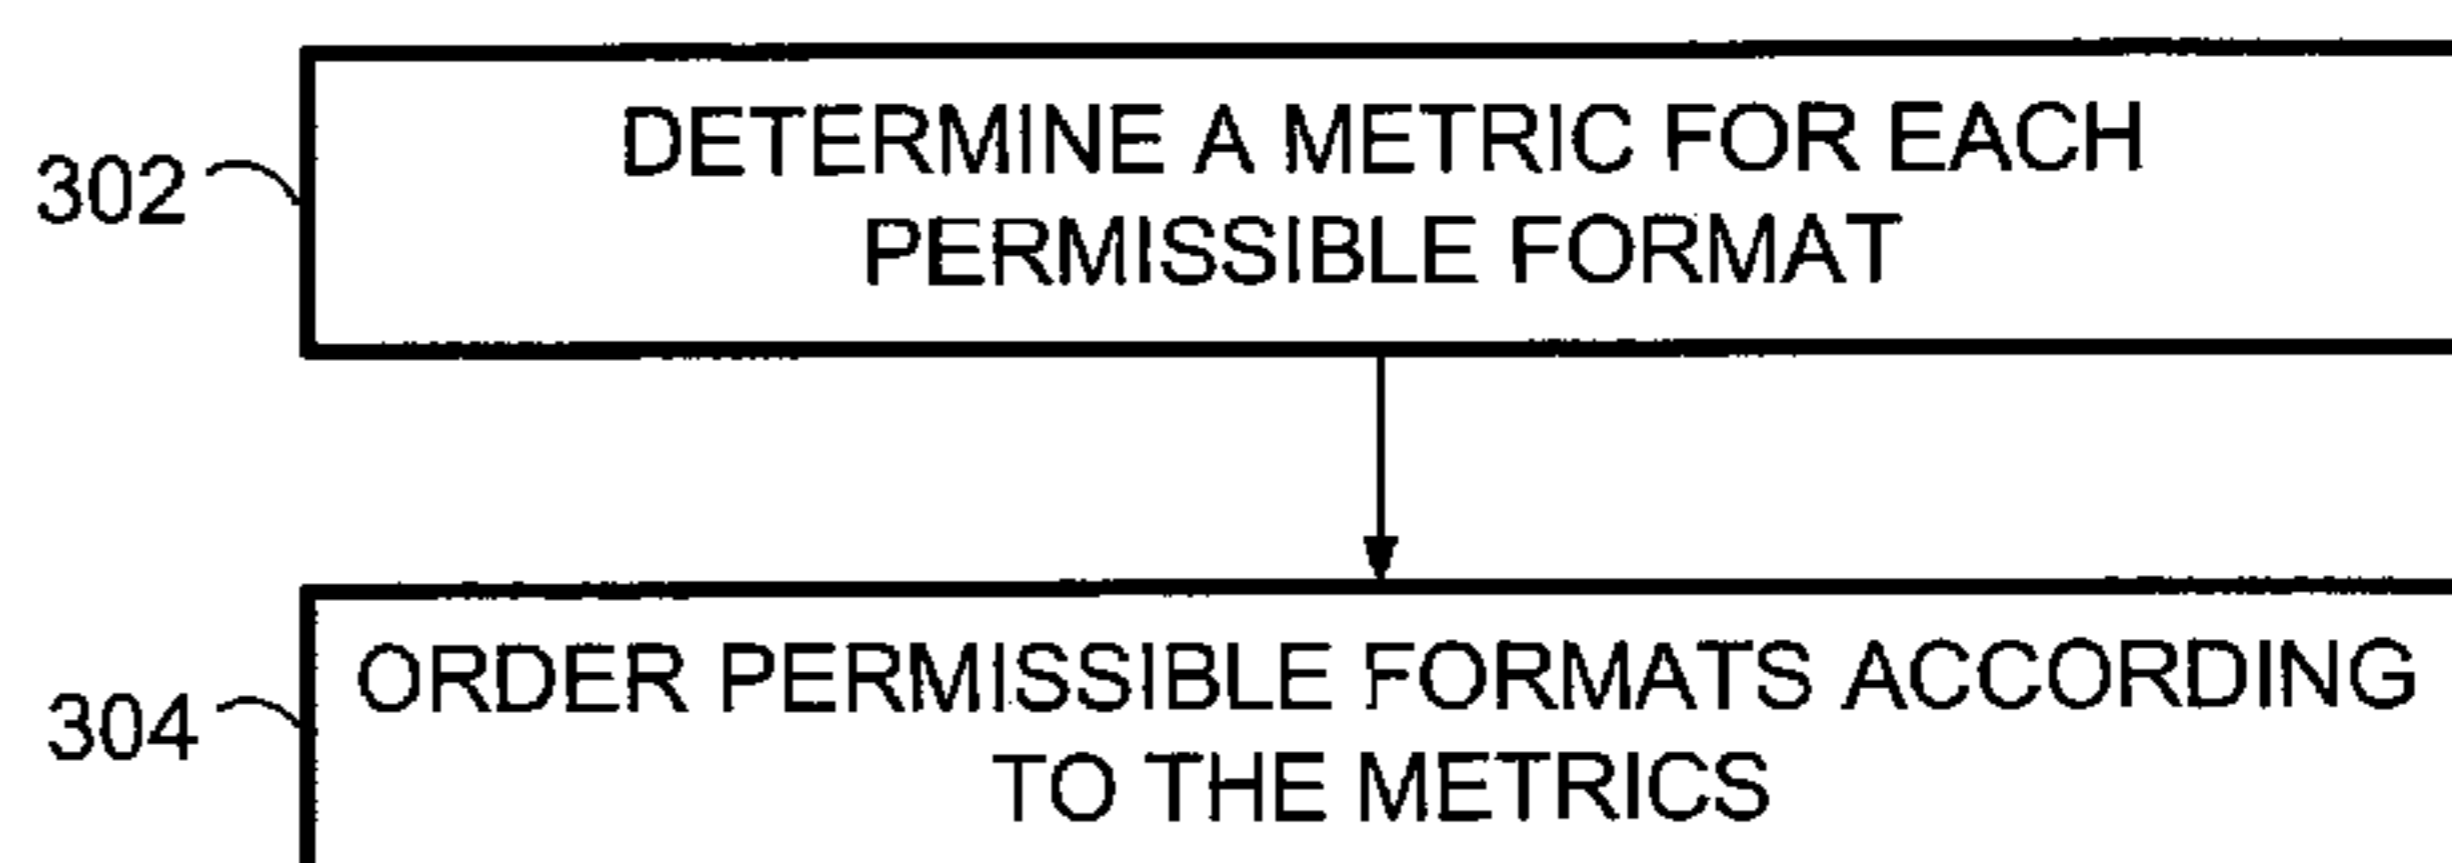 302
DETERMINE A METRIC FOR EACH
PERMISSIBLE FORMAT
304
ORDER PERMISSIBLE FORMATS ACCORDING
TO THE METRICS